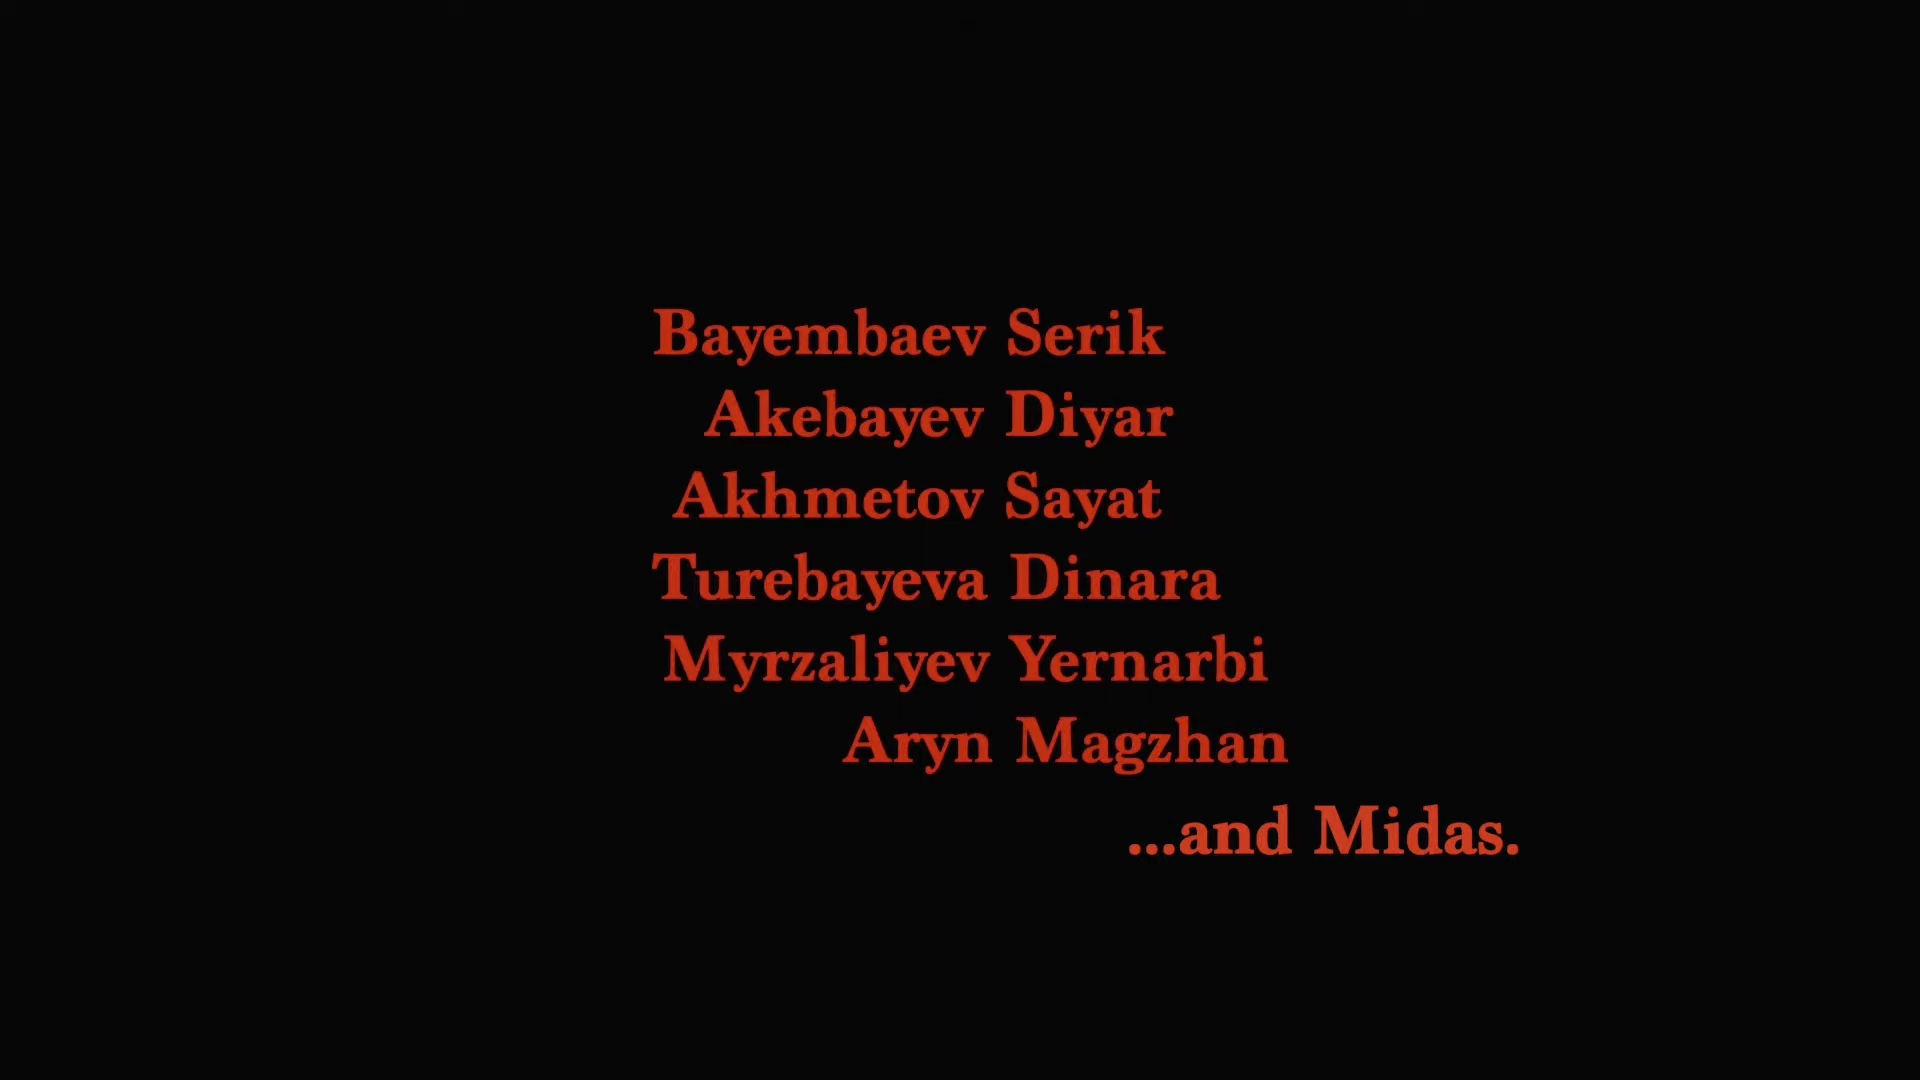 Bayembaev Serik
Akebayev Diyar
Akhmetov Sayat
Turebayeva Dinara
Myrzaliyev Yernarbi
Aryn Magzhan
...and Midas.